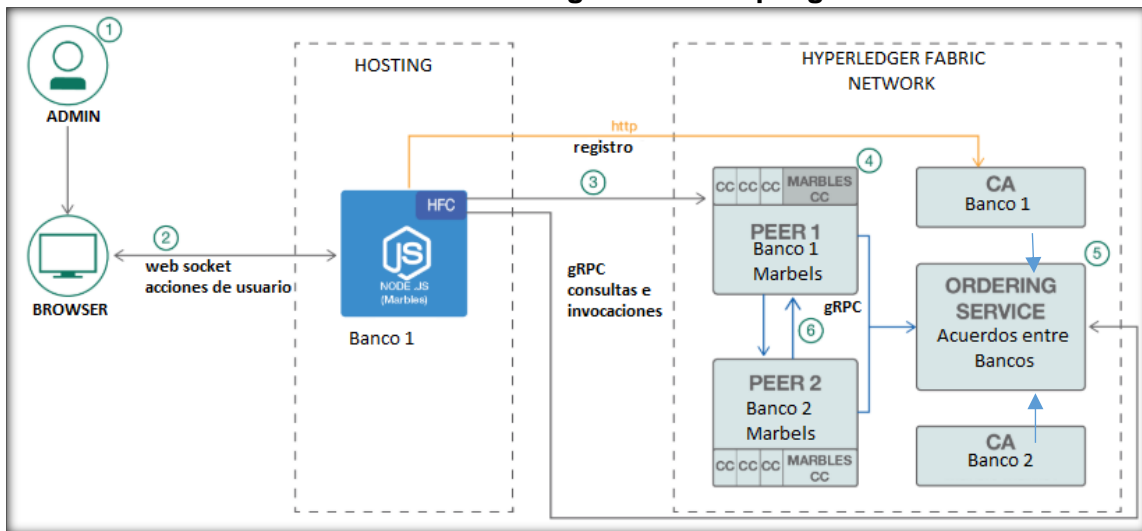 1
ADMIN
BROWSER
2
web socket
acciones de usuario
HOSTING
HFC
JS
NODE.JS
(Marbles)
Banco 1
http
registro
3
gRPC
consultas e
invocaciones
HYPERLEDGER FABRIC
NETWORK
4
CC CC CC MARBLES
CC
PEER 1
Banco 1
Marbels
gRPC
6
PEER 2
Banco 2
Marbels
CC CC CC MARBLES
CC
CA
Banco 1
5
ORDERING
SERVICE
Acuerdos entre
Bancos
CA
Banco 2